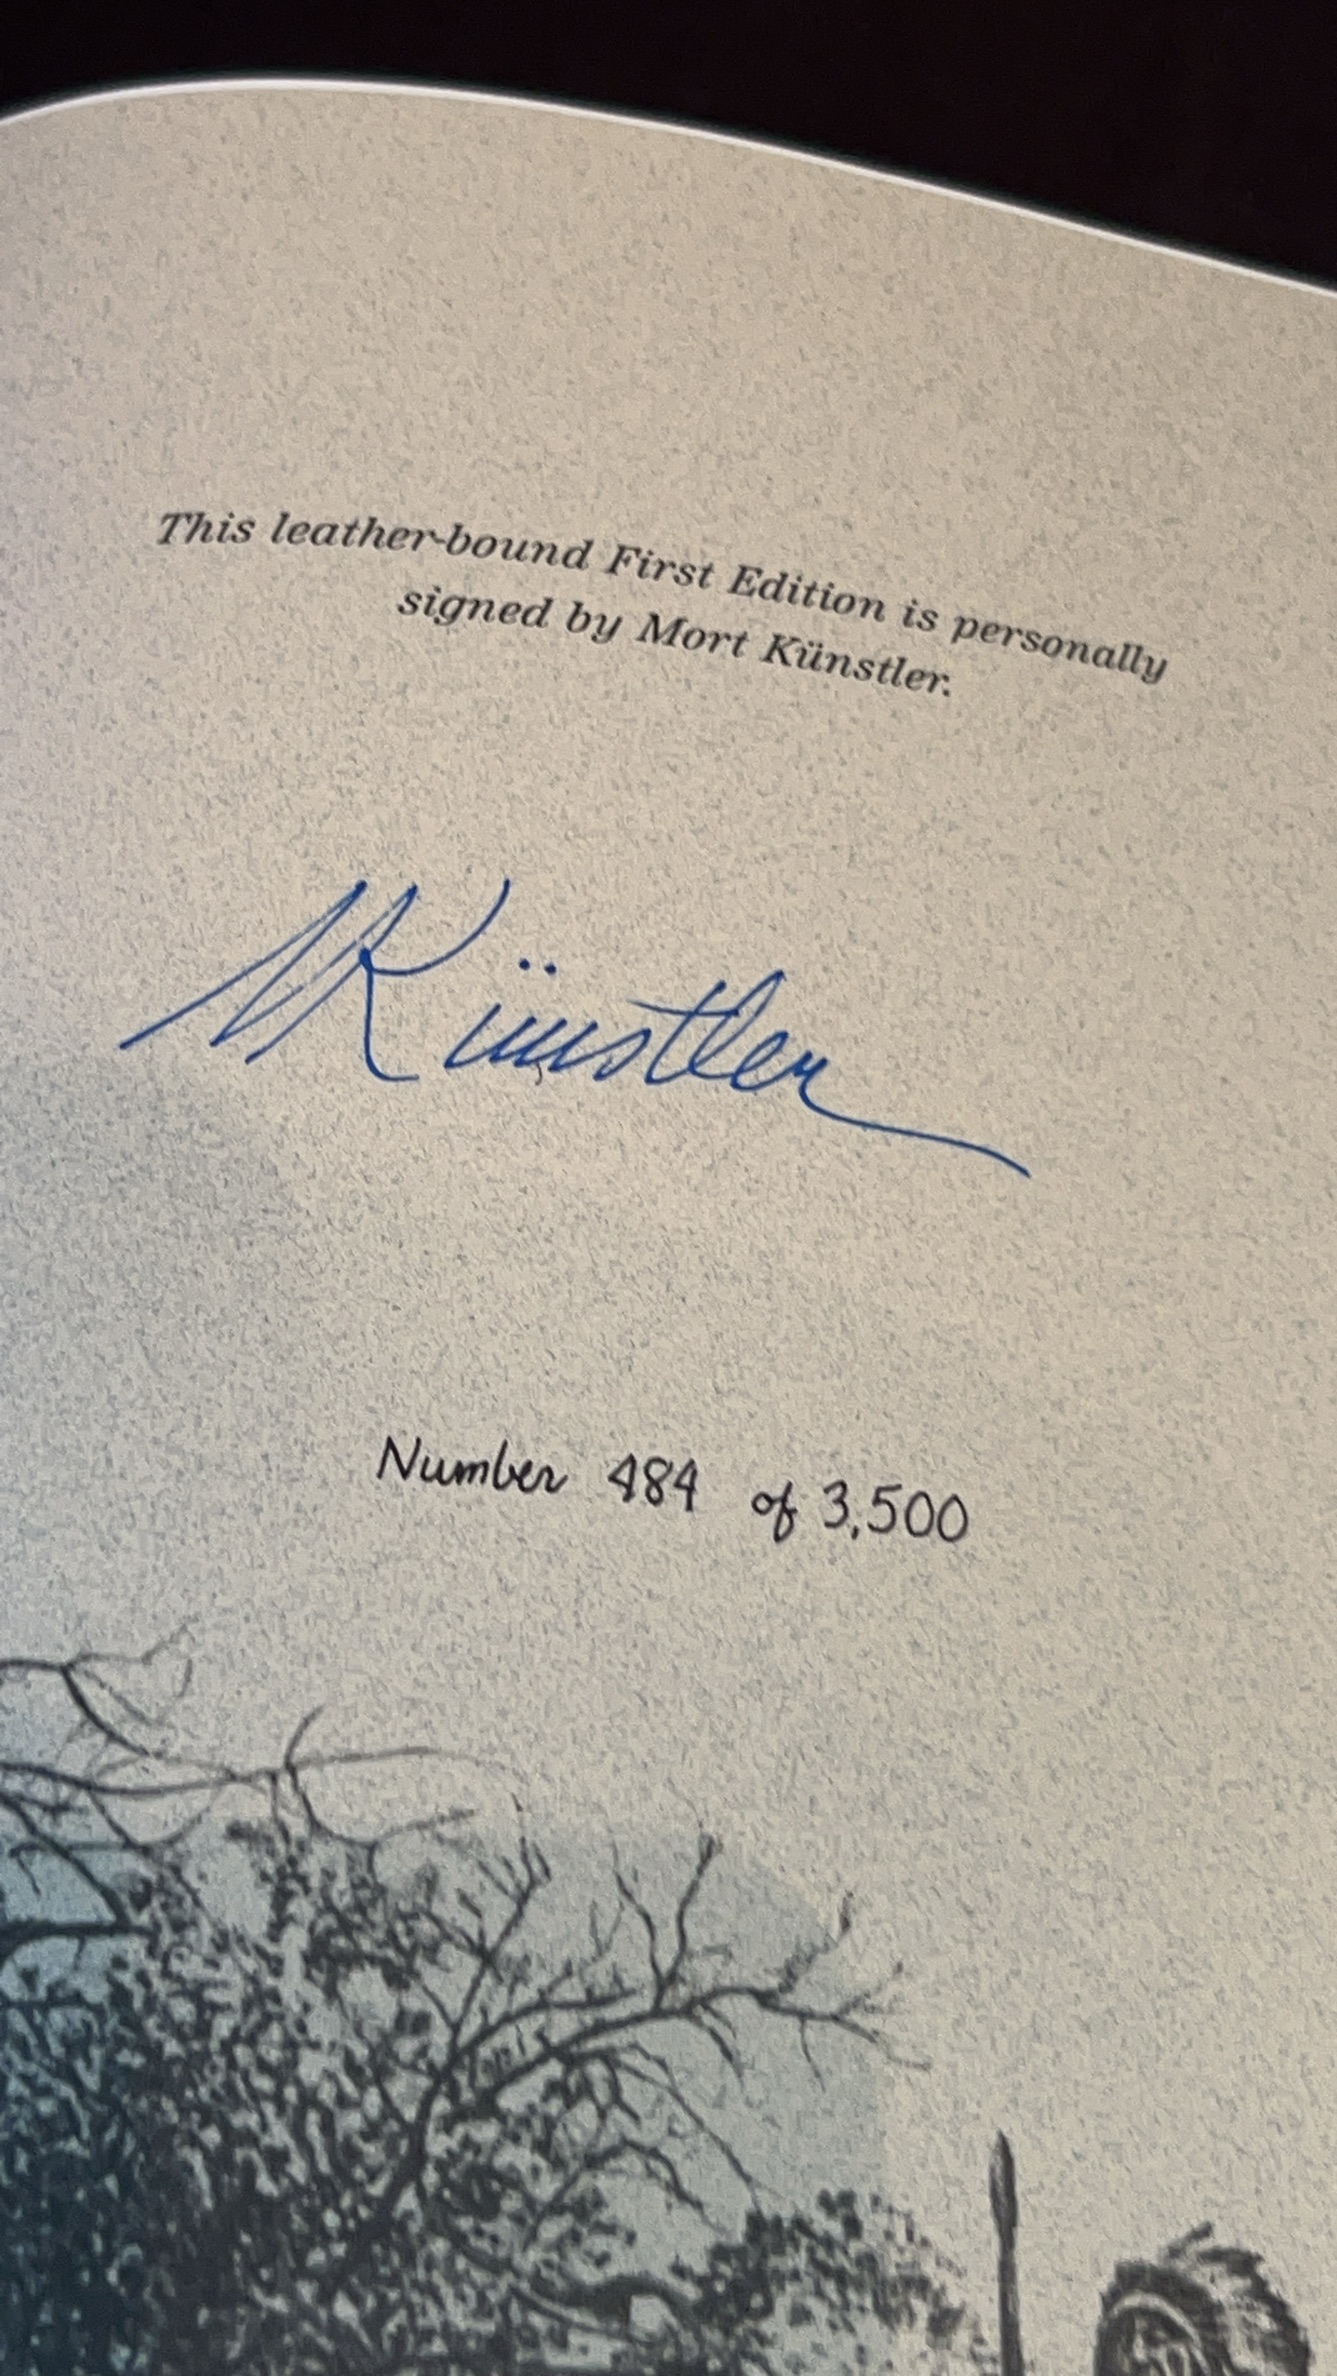 This leather-bound First Edition is personally
signed by Mort Künstler.
MKünstler
Number 484 of 3,500